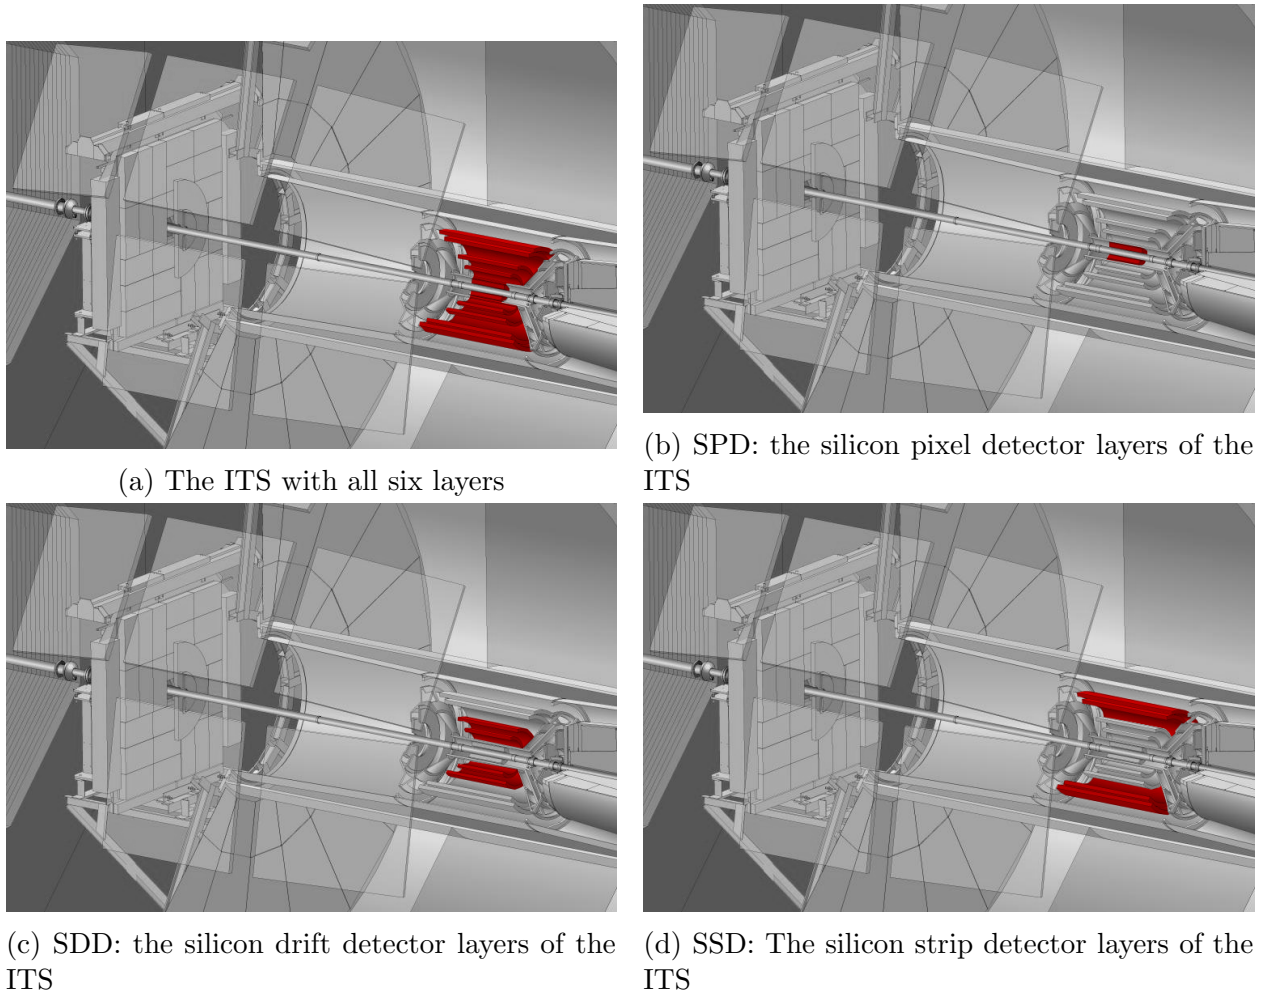 (a) The ITS with all six layers
(b) SPD: the silicon pixel detector layers of the
ITS
(c) SDD: the silicon drift detector layers of the
ITS
(d) SSD: The silicon strip detector layers of the
ITS